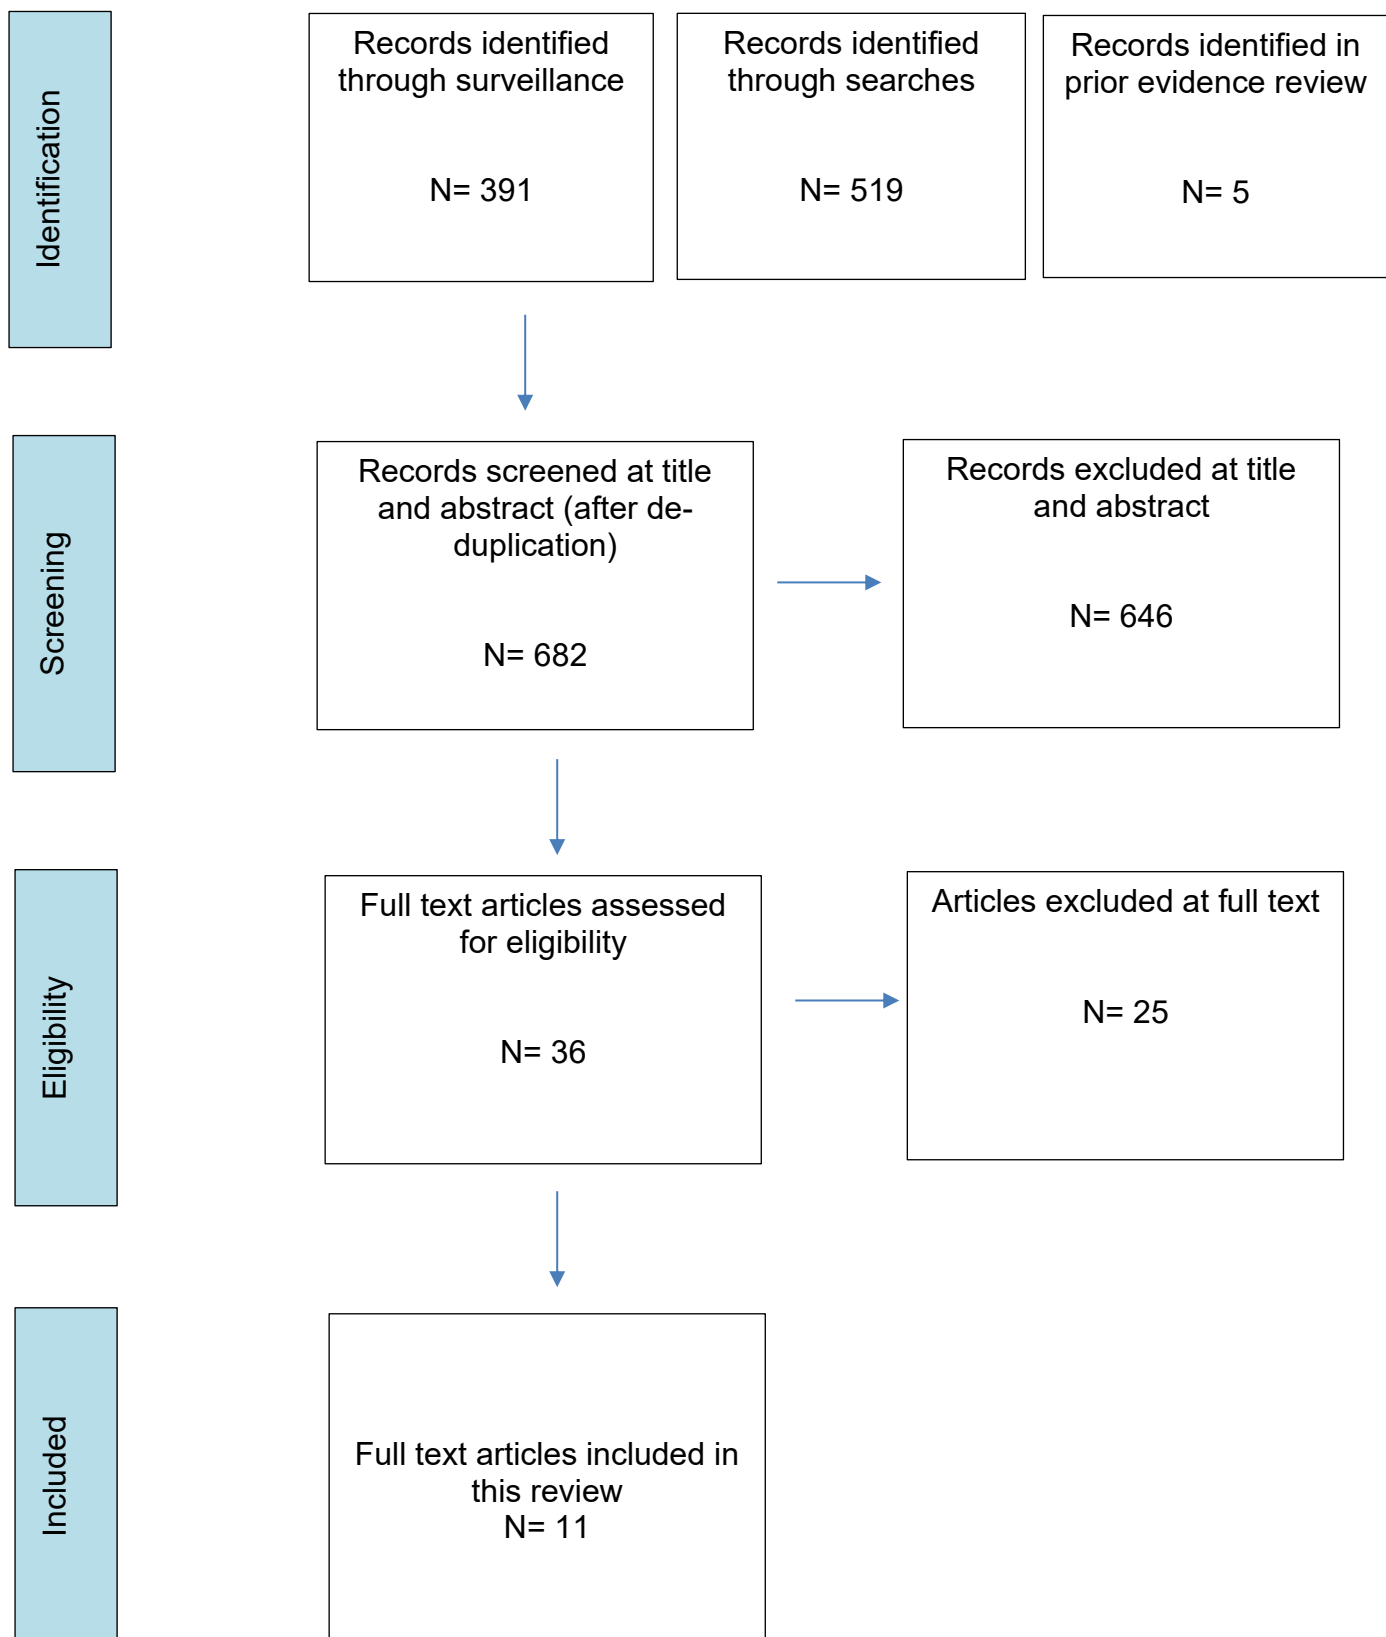 Identification
Records identified
through surveillance
N= 391
Records identified
through searches
N= 519
Records identified in
prior evidence review
N= 5
Screening
Records screened at title
and abstract (after de-
duplication)
N= 682
Records excluded at title
and abstract
N= 646
Eligibility
Full text articles assessed
for eligibility
N= 36
Articles excluded at full text
N= 25
Included
Full text articles included in
this review
N= 11